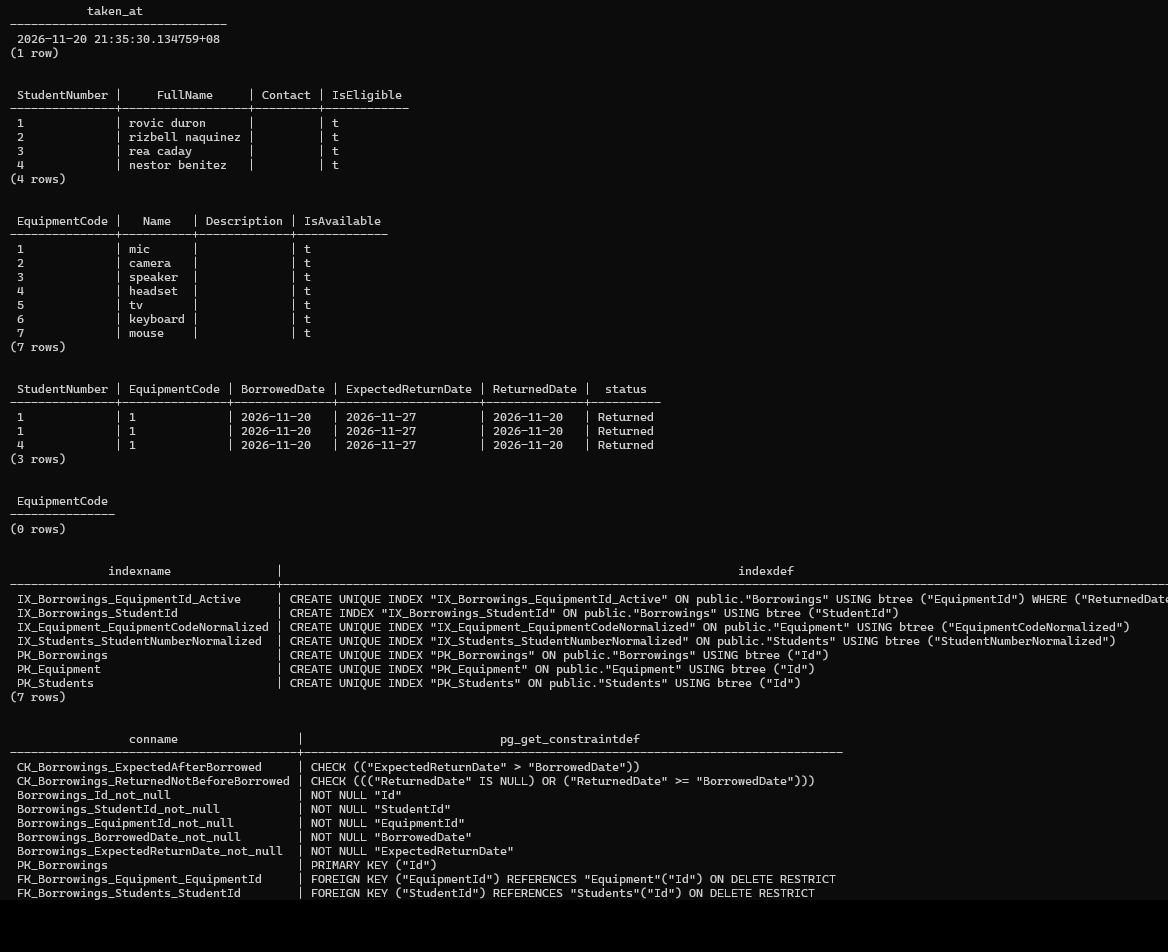 taken_at
2026-11-20 21:35:30.134759+08
(1 row)
StudentNumber | FullName | Contact | IsEligible
1 | rovic duron | | t
2 | rizbell naquinez | | t
3 | rea caday | | t
4 | nestor benitez | | t
(4 rows)
EquipmentCode | Name | Description | IsAvailable
1 | mic | | t
2 | camera | | t
3 | speaker | | t
4 | headset | | t
5 | tv | | t
6 | keyboard | | t
7 | mouse | | t
(7 rows)
StudentNumber | EquipmentCode | BorrowedDate | ExpectedReturnDate | ReturnedDate | status
1 | 1 | 2026-11-20 | 2026-11-27 | 2026-11-20 | Returned
1 | 1 | 2026-11-20 | 2026-11-27 | 2026-11-20 | Returned
4 | 1 | 2026-11-20 | 2026-11-27 | 2026-11-20 | Returned
(3 rows)
EquipmentCode
(0 rows)
indexname | indexdef
IX_Borrowings_EquipmentId_Active | CREATE UNIQUE INDEX "IX_Borrowings_EquipmentId_Active" ON public."Borrowings" USING btree ("EquipmentId") WHERE ("ReturnedDate
IX_Borrowings_StudentId | CREATE INDEX "IX_Borrowings_StudentId" ON public."Borrowings" USING btree ("StudentId")
IX_Equipment_EquipmentCodeNormalized | CREATE UNIQUE INDEX "IX_Equipment_EquipmentCodeNormalized" ON public."Equipment" USING btree ("EquipmentCodeNormalized")
IX_Students_StudentNumberNormalized | CREATE UNIQUE INDEX "IX_Students_StudentNumberNormalized" ON public."Students" USING btree ("StudentNumberNormalized")
PK_Borrowings | CREATE UNIQUE INDEX "PK_Borrowings" ON public."Borrowings" USING btree ("Id")
PK_Equipment | CREATE UNIQUE INDEX "PK_Equipment" ON public."Equipment" USING btree ("Id")
PK_Students | CREATE UNIQUE INDEX "PK_Students" ON public."Students" USING btree ("Id")
(7 rows)
conname | pg_get_constraintdef
CK_Borrowings_ExpectedAfterBorrowed | CHECK (("ExpectedReturnDate" > "BorrowedDate"))
CK_Borrowings_ReturnedNotBeforeBorrowed | CHECK ((("ReturnedDate" IS NULL) OR ("ReturnedDate" >= "BorrowedDate")))
Borrowings_Id_not_null | NOT NULL "Id"
Borrowings_StudentId_not_null | NOT NULL "StudentId"
Borrowings_EquipmentId_not_null | NOT NULL "EquipmentId"
Borrowings_BorrowedDate_not_null | NOT NULL "BorrowedDate"
Borrowings_ExpectedReturnDate_not_null | NOT NULL "ExpectedReturnDate"
PK_Borrowings | PRIMARY KEY ("Id")
FK_Borrowings_Equipment_EquipmentId | FOREIGN KEY ("EquipmentId") REFERENCES "Equipment"("Id") ON DELETE RESTRICT
FK_Borrowings_Students_StudentId | FOREIGN KEY ("StudentId") REFERENCES "Students"("Id") ON DELETE RESTRICT